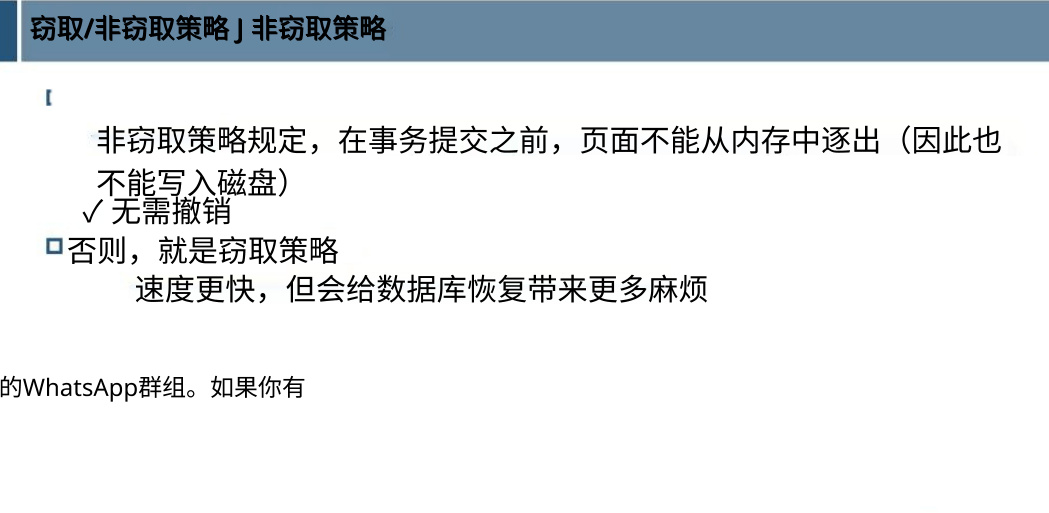 窃取/非窃取策略 J 非窃取策略
非窃取策略规定，在事务提交之前，页面不能从内存中逐出（因此也
不能写入磁盘）
✓ 无需撤销
否则，就是窃取策略
速度更快，但会给数据库恢复带来更多麻烦
的WhatsApp群组。如果你有